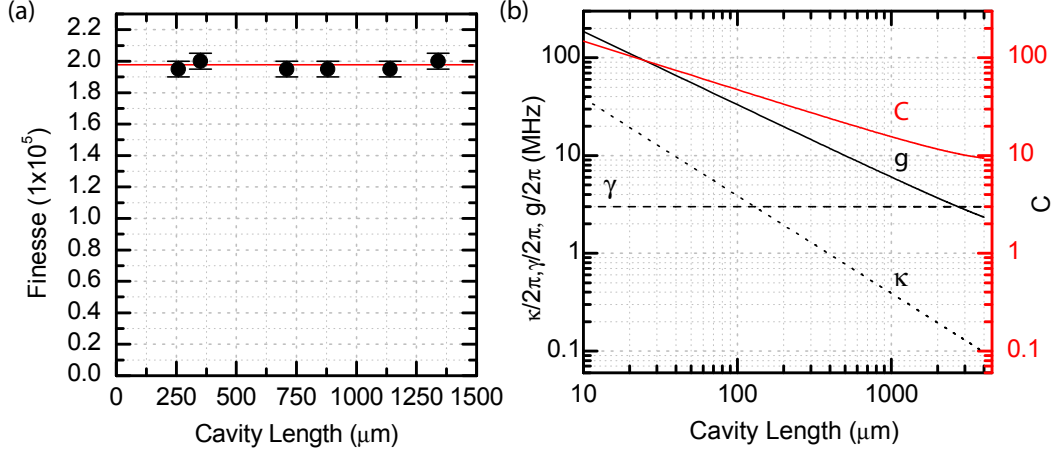 (a)
2.2
2.0
1.8
1.6
1.4
1.2
1.0
0.8
0.6
0.4
0.2
0.0
Finesse (1x10⁵)
0 250 500 750 1000 1250 1500
Cavity Length (μm)
(b)
100
10
1
0.1
κ/2π,γ/2π, g/2π (MHz)
C
g
γ
κ
100
10
1
0.1
C
10 100 1000
Cavity Length (μm)